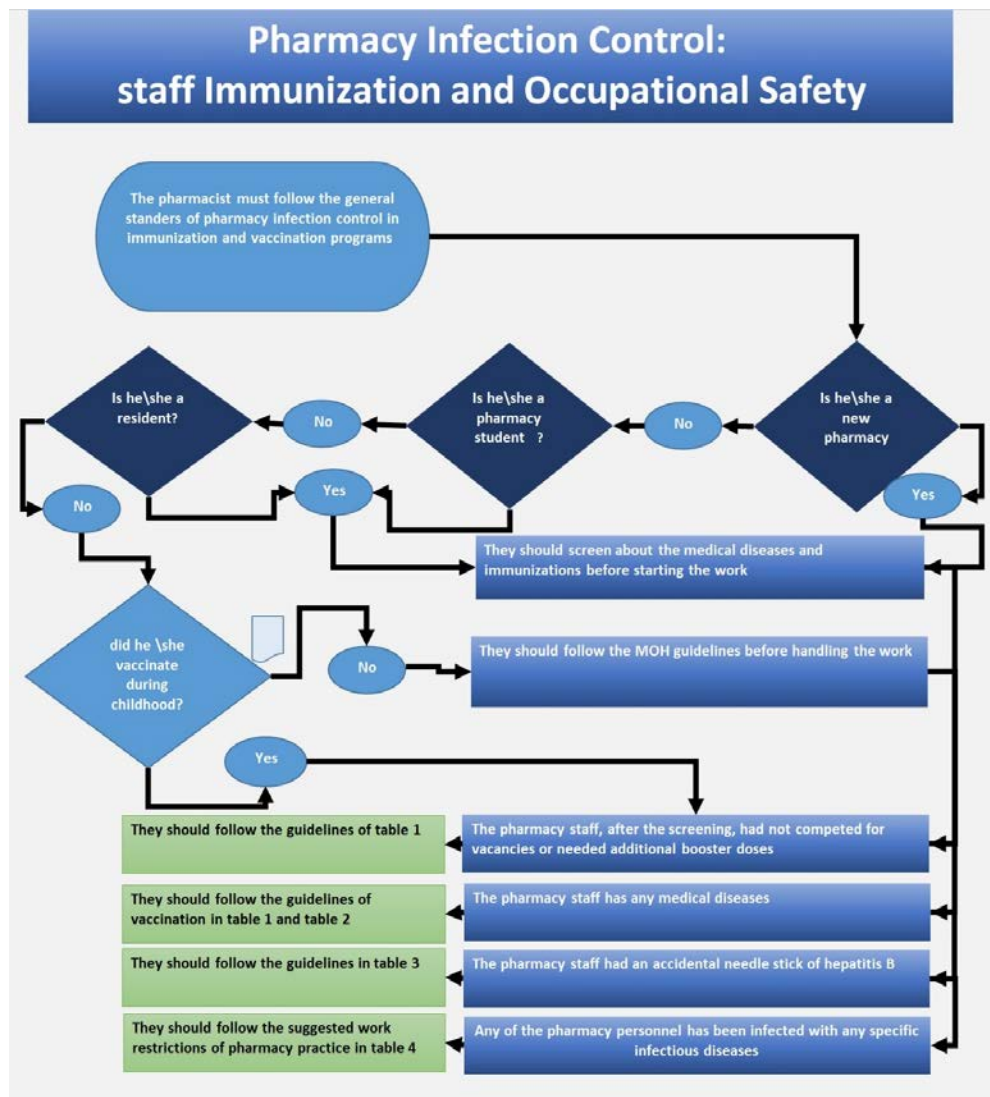 Pharmacy Infection Control:
staff Immunization and Occupational Safety
The pharmacist must follow the general
standers of pharmacy infection control in
immunization and vaccination programs
Is he\she a
resident?
No
Is he\she a
pharmacy
student ?
No
Is he\she a
new
pharmacy
No
Yes
Yes
They should screen about the medical diseases and
immunizations before starting the work
did he \she
vaccinate
during
childhood?
No
They should follow the MOH guidelines before handling the work
Yes
They should follow the guidelines of table 1
The pharmacy staff, after the screening, had not competed for
vacancies or needed additional booster doses
They should follow the guidelines of
vaccination in table 1 and table 2
The pharmacy staff has any medical diseases
They should follow the guidelines in table 3
The pharmacy staff had an accidental needle stick of hepatitis B
They should follow the suggested work
restrictions of pharmacy practice in table 4
Any of the pharmacy personnel has been infected with any specific
infectious diseases